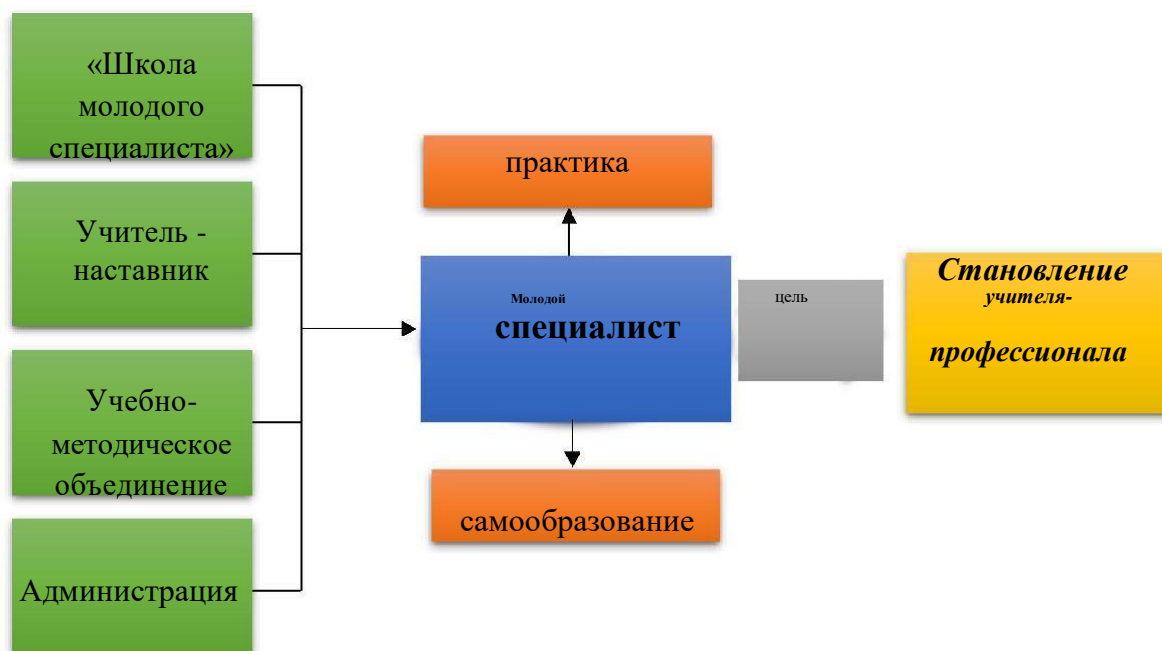 «Школа
молодого
специалиста»
Учитель -
наставник
Учебно-
методическое
объединение
Администрация
практика
Молодой
специалист
самообразование
цель
Становление
учителя-
профессионала